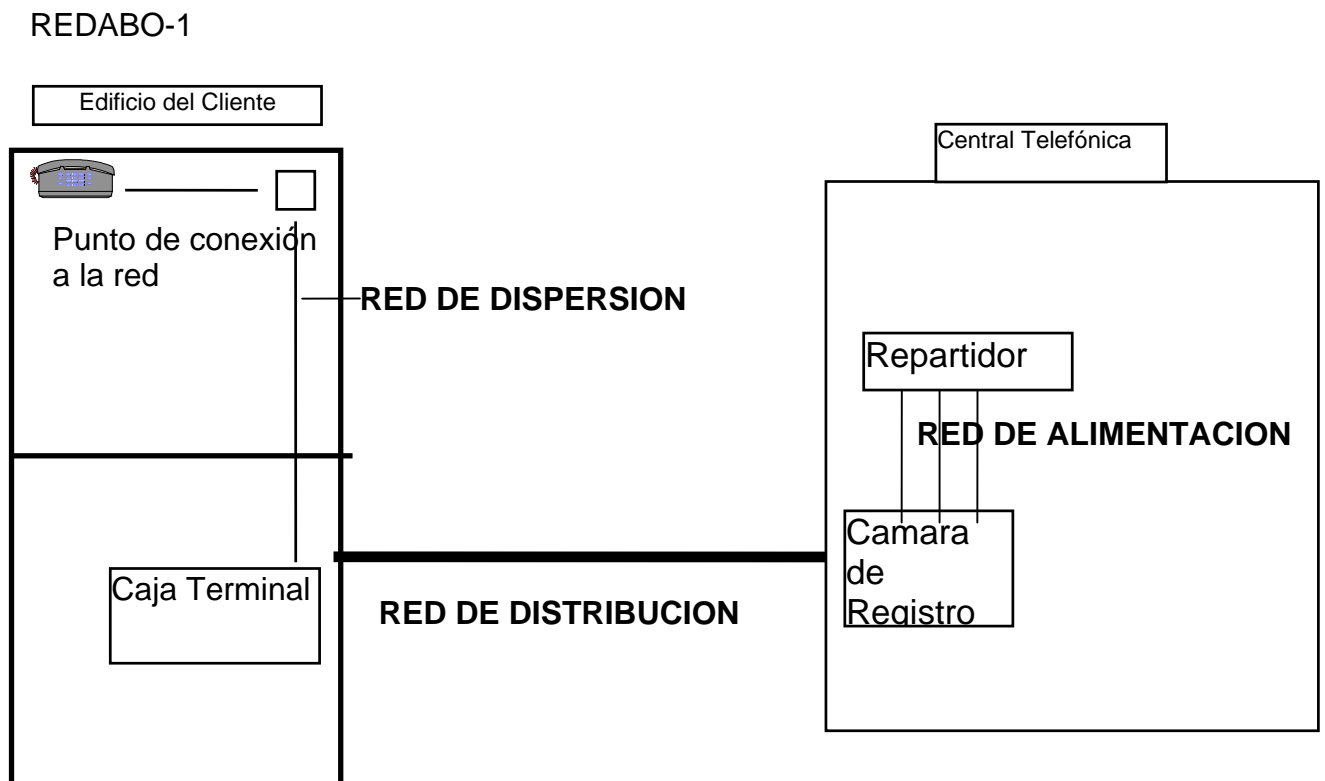 REDABO-1
Edificio del Cliente
Central Telefónica
Punto de conexión
a la red
RED DE DISPERSION
Repartidor
RED DE ALIMENTACION
Camara
de
Registro
Caja Terminal
RED DE DISTRIBUCION